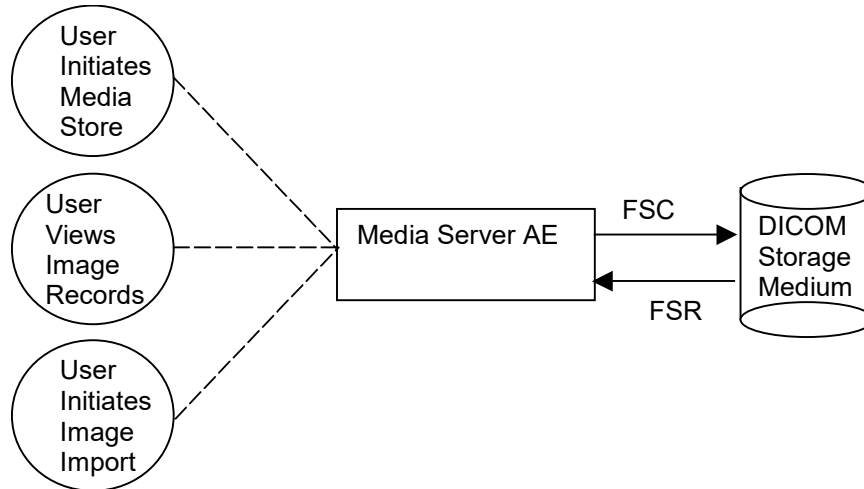 User
Initiates
Media
Store
User
Views
Image
Records
User
Initiates
Image
Import
Media Server AE
FSC
FSR
DICOM
Storage
Medium